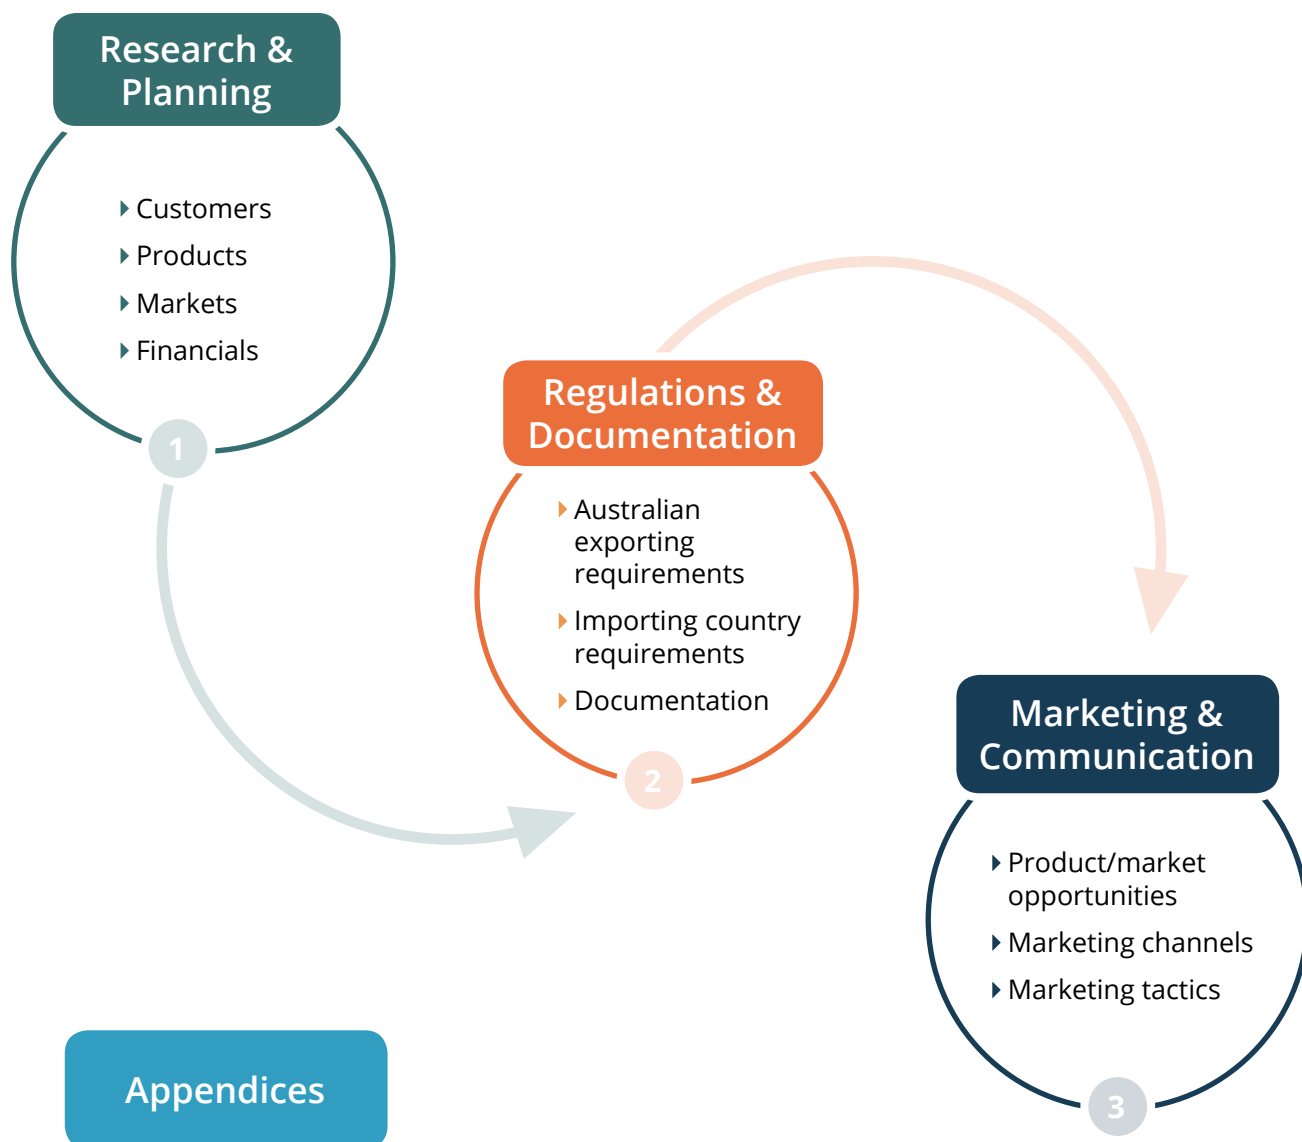 Research &
Planning
Customers
Products
Markets
Financials
1
Regulations &
Documentation
Australian
exporting
requirements
Importing country
requirements
Documentation
2
Marketing &
Communication
Product/market
opportunities
Marketing channels
Marketing tactics
3
Appendices